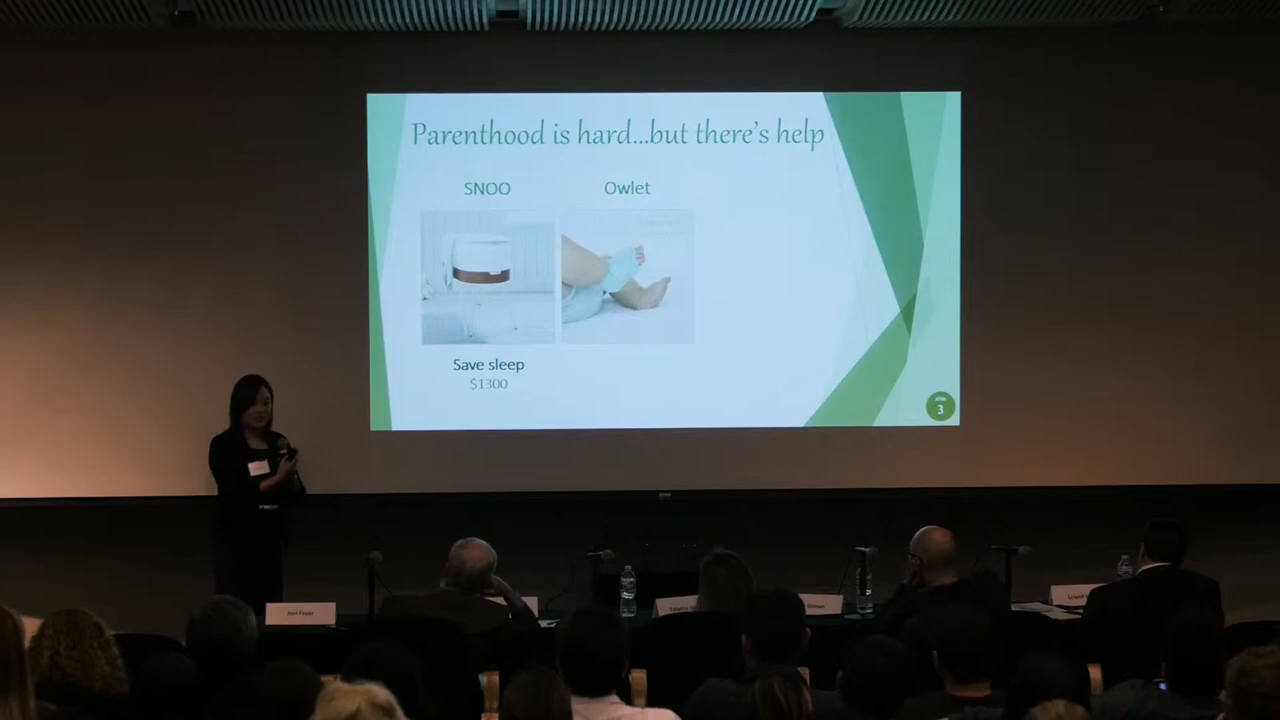 Parenthood is hard...but there's help
SNOO
Owlet
Save sleep
$1300
3